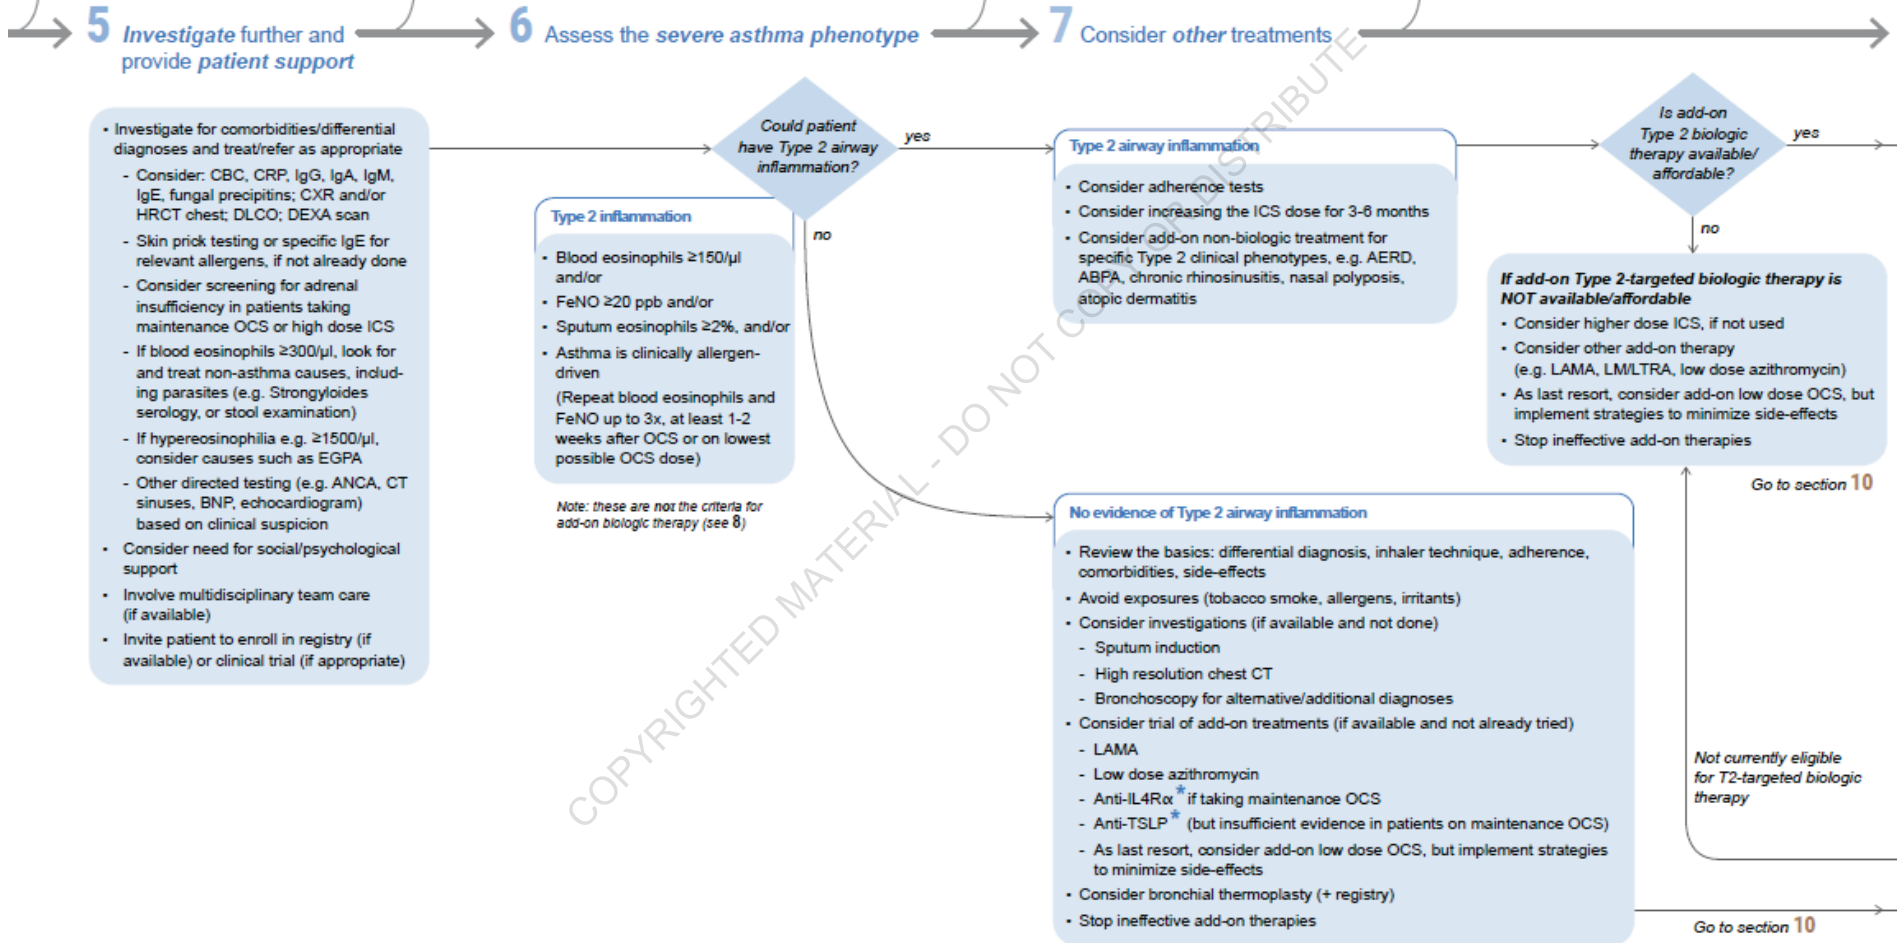 5 Investigate further and
provide patient support
• Investigate for comorbidities/differential
diagnoses and treat/refer as appropriate
- Consider: CBC, CRP, IgG, IgA, IgM,
IgE, fungal precipitins; CXR and/or
HRCT chest; DLCO; DEXA scan
- Skin prick testing or specific IgE for
relevant allergens, if not already done
- Consider screening for adrenal
insufficiency in patients taking
maintenance OCS or high dose ICS
- If blood eosinophils ≥300/µl, look for
and treat non-asthma causes, includ-
ing parasites (e.g. Strongyloides
serology, or stool examination)
- If hypereosinophilia e.g. ≥1500/µl,
consider causes such as EGPA
- Other directed testing (e.g. ANCA, CT
sinuses, BNP, echocardiogram)
based on clinical suspicion
• Consider need for social/psychological
support
• Involve multidisciplinary team care
(if available)
• Invite patient to enroll in registry (if
available) or clinical trial (if appropriate)
6 Assess the severe asthma phenotype
Could patient
have Type 2 airway
inflammation?
yes
no
Type 2 inflammation
• Blood eosinophils ≥150/µl
and/or
• FeNO ≥20 ppb and/or
• Sputum eosinophils ≥2%, and/or
• Asthma is clinically allergen-
driven
(Repeat blood eosinophils and
FeNO up to 3x, at least 1-2
weeks after OCS or on lowest
possible OCS dose)
Note: these are not the criteria for
add-on biologic therapy (see 8)
7 Consider other treatments
Type 2 airway inflammation
• Consider adherence tests
• Consider increasing the ICS dose for 3-6 months
• Consider add-on non-biologic treatment for
specific Type 2 clinical phenotypes, e.g. AERD,
ABPA, chronic rhinosinusitis, nasal polyposis,
atopic dermatitis
Is add-on
Type 2 biologic
therapy available/
affordable?
yes
no
If add-on Type 2-targeted biologic therapy is
NOT available/affordable
• Consider higher dose ICS, if not used
• Consider other add-on therapy
(e.g. LAMA, LM/LTRA, low dose azithromycin)
• As last resort, consider add-on low dose OCS, but
implement strategies to minimize side-effects
• Stop ineffective add-on therapies
Go to section 10
No evidence of Type 2 airway inflammation
• Review the basics: differential diagnosis, inhaler technique, adherence,
comorbidities, side-effects
• Avoid exposures (tobacco smoke, allergens, irritants)
• Consider investigations (if available and not done)
- Sputum induction
- High resolution chest CT
- Bronchoscopy for alternative/additional diagnoses
• Consider trial of add-on treatments (if available and not already tried)
- LAMA
- Low dose azithromycin
- Anti-IL4Rα* if taking maintenance OCS
- Anti-TSLP* (but insufficient evidence in patients on maintenance OCS)
- As last resort, consider add-on low dose OCS, but implement strategies
to minimize side-effects
• Consider bronchial thermoplasty (+ registry)
• Stop ineffective add-on therapies
Not currently eligible
for T2-targeted biologic
therapy
Go to section 10
COPYRIGHTED MATERIAL - DO NOT COPY OR DISTRIBUTE